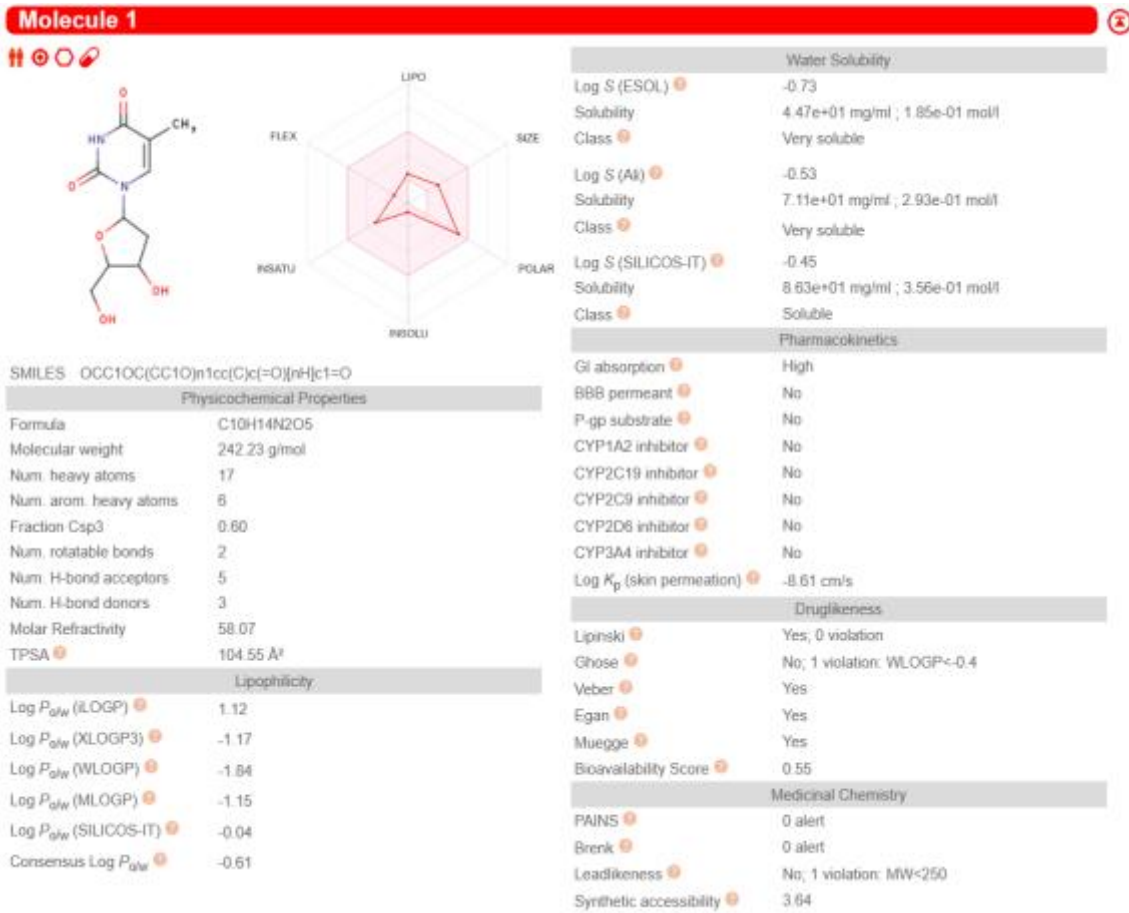 Molecule 1
O
HN
CH3
O
N
O
OH
OH
LIPO
FLEX
SIZE
INSATU
POLAR
INSOLU
SMILES OCC1OC(CC1O)n1cc(C)c(=O)[nH]c1=O
Physicochemical Properties
Formula C10H14N2O5
Molecular weight 242.23 g/mol
Num. heavy atoms 17
Num. arom. heavy atoms 6
Fraction Csp3 0.60
Num. rotatable bonds 2
Num. H-bond acceptors 5
Num. H-bond donors 3
Molar Refractivity 58.07
TPSA ? 104.55 Å²
Lipophilicity
Log Po/w (iLOGP) ? 1.12
Log Po/w (XLOGP3) ? -1.17
Log Po/w (WLOGP) ? -1.84
Log Po/w (MLOGP) ? -1.15
Log Po/w (SILICOS-IT) ? -0.04
Consensus Log Po/w ? -0.61
Water Solubility
Log S (ESOL) ? -0.73
Solubility 4.47e+01 mg/ml ; 1.85e-01 mol/l
Class ? Very soluble
Log S (Ali) ? -0.53
Solubility 7.11e+01 mg/ml ; 2.93e-01 mol/l
Class ? Very soluble
Log S (SILICOS-IT) ? -0.45
Solubility 8.63e+01 mg/ml ; 3.56e-01 mol/l
Class ? Soluble
Pharmacokinetics
GI absorption ? High
BBB permeant ? No
P-gp substrate ? No
CYP1A2 inhibitor ? No
CYP2C19 inhibitor ? No
CYP2C9 inhibitor ? No
CYP2D6 inhibitor ? No
CYP3A4 inhibitor ? No
Log Kp (skin permeation) ? -8.61 cm/s
Druglikeness
Lipinski ? Yes; 0 violation
Ghose ? No; 1 violation: WLOGP<-0.4
Veber ? Yes
Egan ? Yes
Muegge ? Yes
Bioavailability Score ? 0.55
Medicinal Chemistry
PAINS ? 0 alert
Brenk ? 0 alert
Leadlikeness ? No; 1 violation: MW<250
Synthetic accessibility ? 3.64